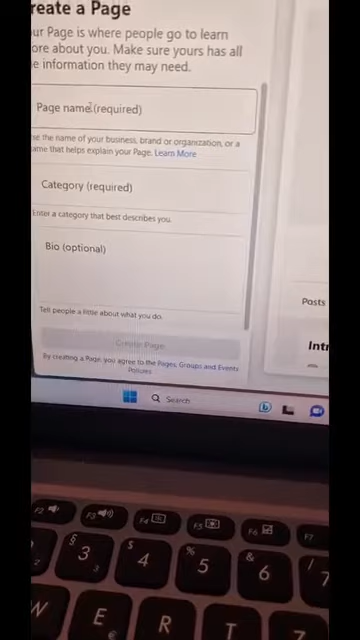 reate a Page
ur Page is where people go to learn
ore about you. Make sure yours has all
e information they may need.
Page name (required)
se the name of your business, brand or organization, or a
ame that helps explain your Page. Learn More
Category (required)
Enter a category that best describes you.
Bio (optional)
Tell people a little about what you do.
Create Page
By creating a Page, you agree to the Pages, Groups and Events
Policies
Posts
Intr
Search
F2
F3
F4
F5
F6
F7
§ 3 3
$ 4
% 5
& 6
/ 7
2
W
E €
R
T
Z